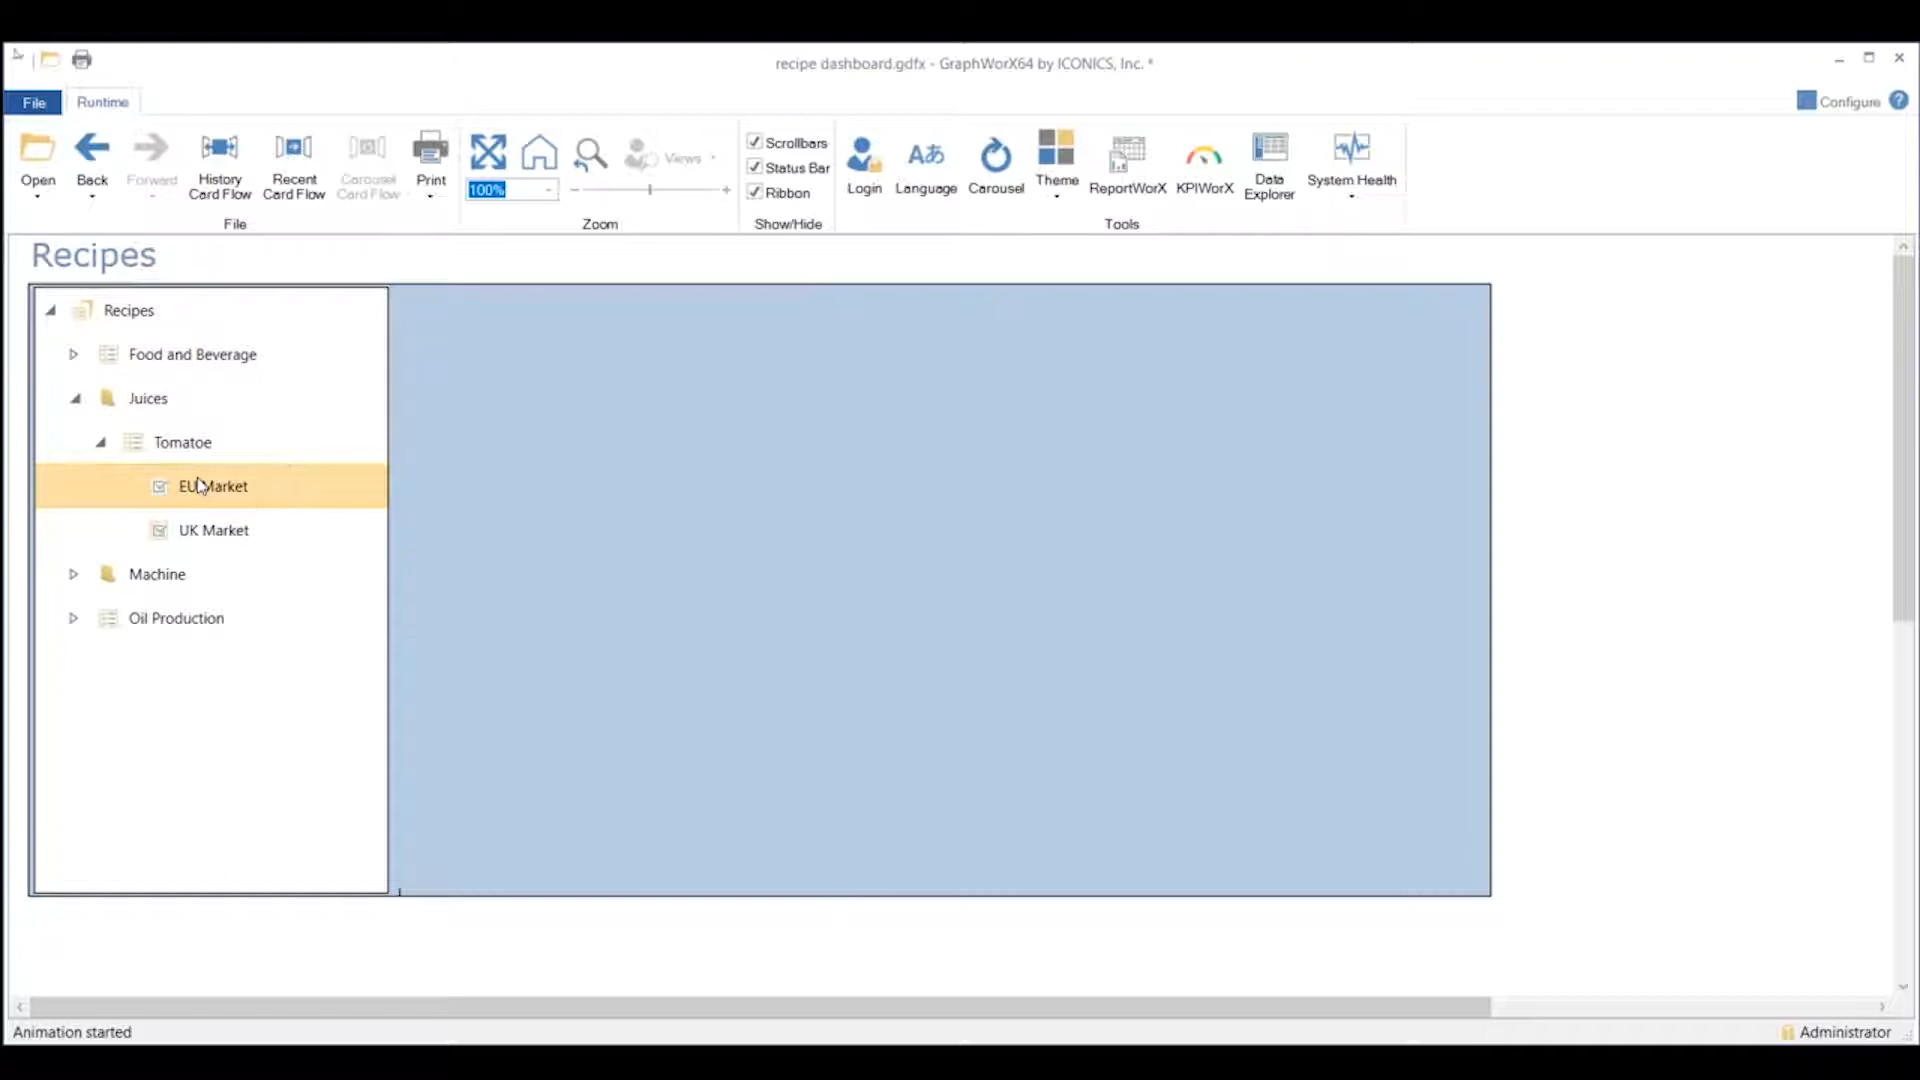 recipe dashboard.gdfx - GraphWorX64 by ICONICS, Inc. *
File Runtime
Configure
Open Back Forward History Card Flow Recent Card Flow Carousel Card Flow Print
100%
Views
Scrollbars
Status Bar
Ribbon
Login Language Carousel Theme ReportWorX KPIWorX Data Explorer System Health
Aあ
File Zoom Show/Hide Tools
Recipes
Recipes
Food and Beverage
Juices
Tomatoe
EU Market
UK Market
Machine
Oil Production
Animation started
Administrator